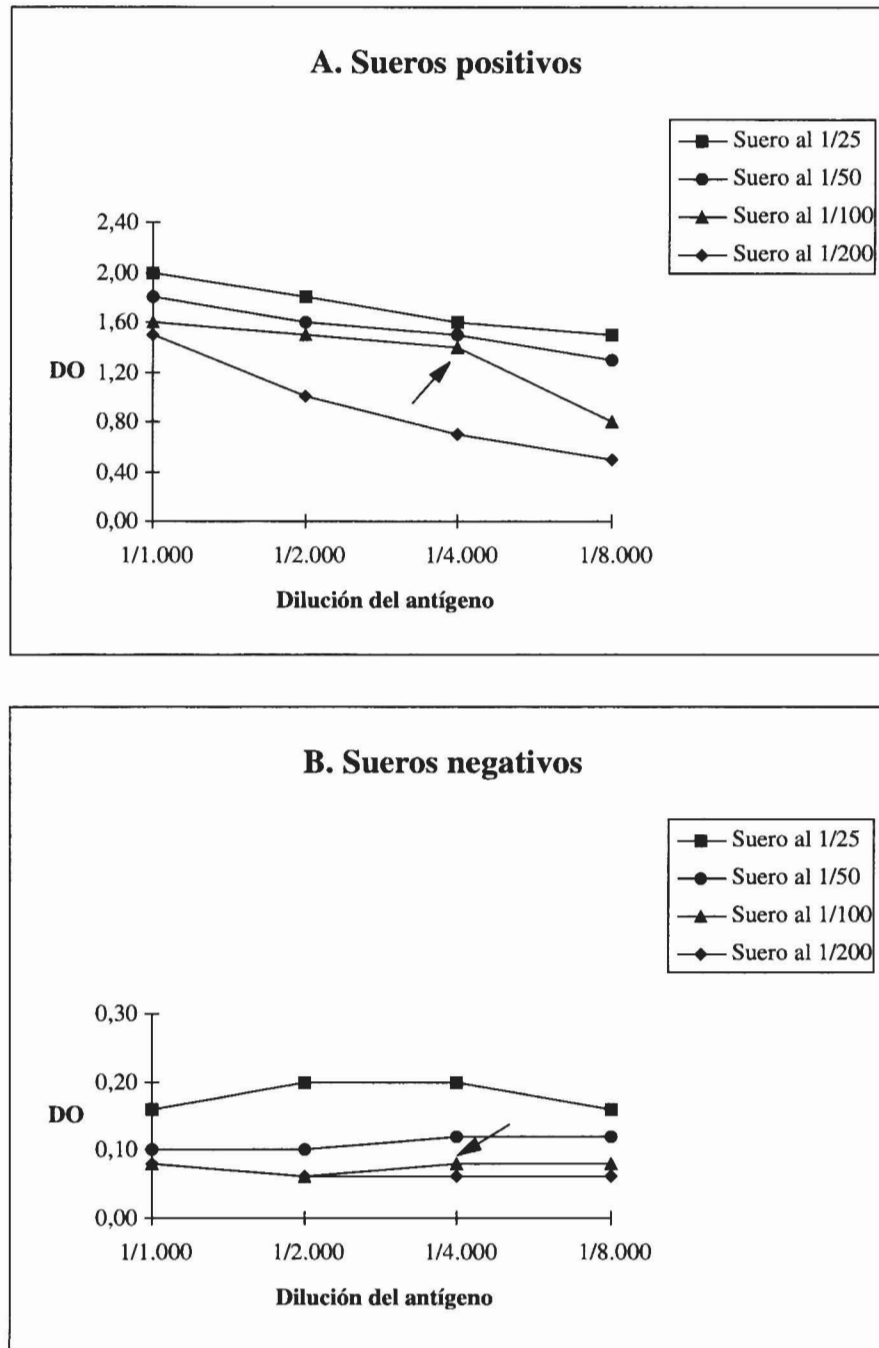 A. Sueros positivos
Suero al 1/25
Suero al 1/50
Suero al 1/100
Suero al 1/200
2,40
2,00
1,60
1,20
0,80
0,40
0,00
DO
1/1.000 1/2.000 1/4.000 1/8.000
Dilución del antígeno
B. Sueros negativos
Suero al 1/25
Suero al 1/50
Suero al 1/100
Suero al 1/200
0,30
0,20
0,10
0,00
DO
1/1.000 1/2.000 1/4.000 1/8.000
Dilución del antígeno